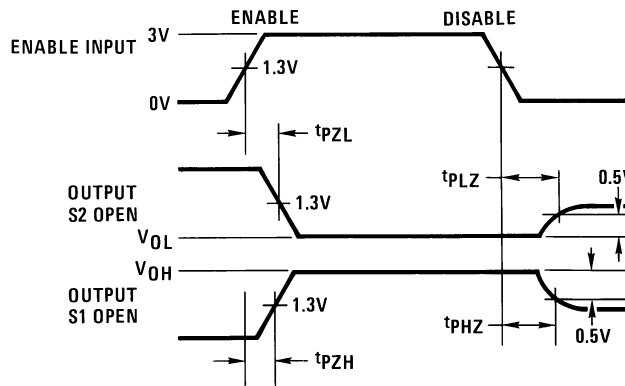 ENABLE
DISABLE
ENABLE INPUT
3V
1.3V
0V
tPZL
tPLZ
0.5V
OUTPUT
S2 OPEN
1.3V
VOL
VOH
OUTPUT
S1 OPEN
1.3V
tPHZ
0.5V
tPZH